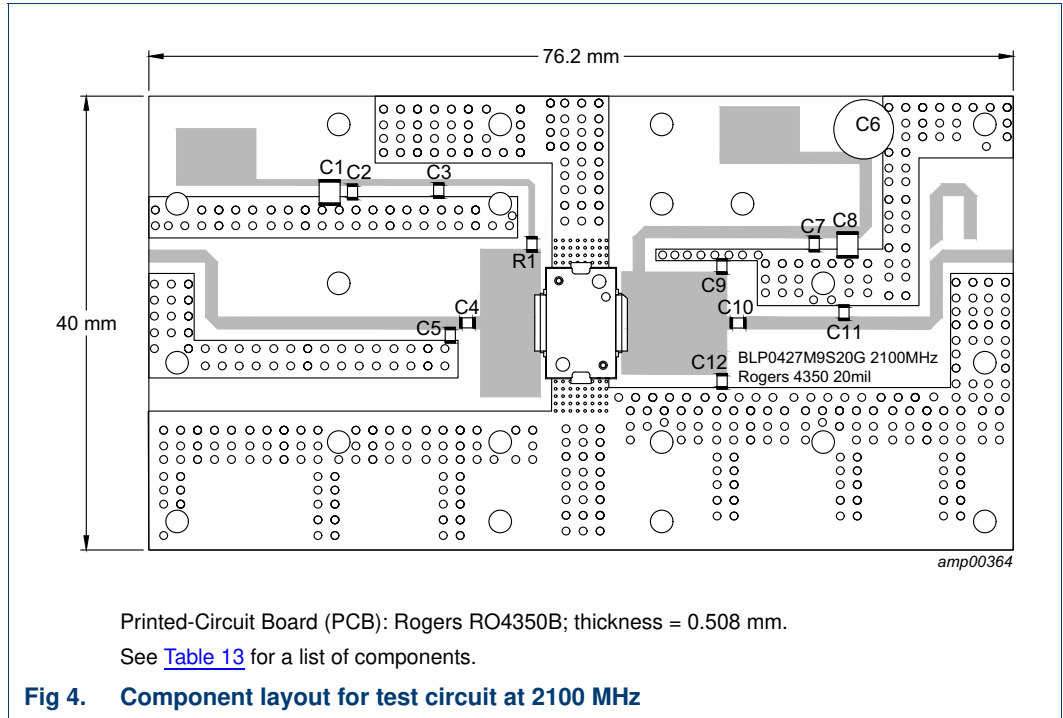 76.2 mm
40 mm
C6
C1
C2
C3
C7
C8
R1
C9
C4
C10
C5
C11
C12
BLP0427M9S20G 2100MHz
Rogers 4350 20mil
amp00364
Printed-Circuit Board (PCB): Rogers RO4350B; thickness = 0.508 mm.
See Table 13 for a list of components.
Fig 4. Component layout for test circuit at 2100 MHz